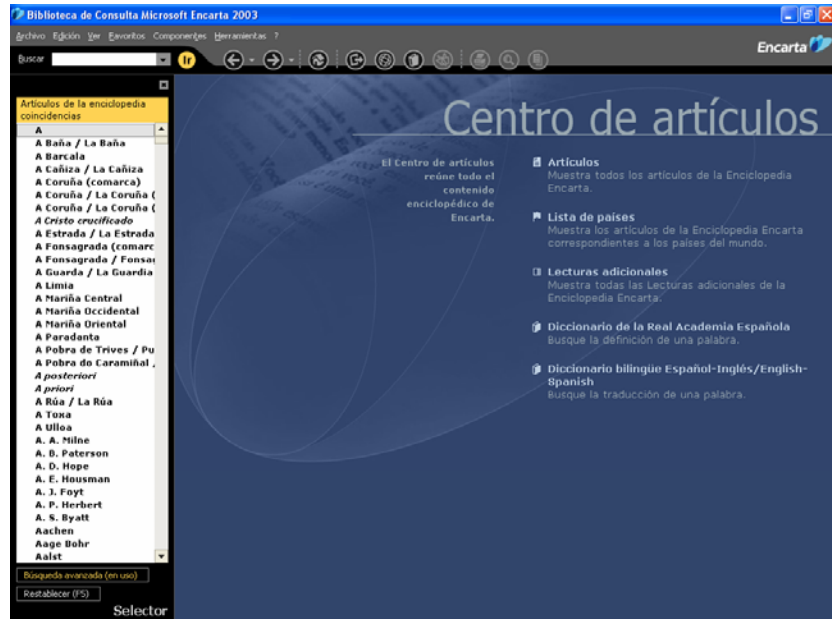 Biblioteca de Consulta Microsoft Encarta 2003
Archivo Edición Ver Favoritos Componentes Herramientas ?
Buscar
Ir
Encarta
Artículos de la enciclopedia
coincidencias
A
A Baña / La Baña
A Barcala
A Cañiza / La Cañiza
A Coruña (comarca)
A Coruña / La Coruña (
A Coruña / La Coruña (
A Cristo crucificado
A Estrada / La Estrada
A Fonsagrada (comarc
A Fonsagrada / Fonsag
A Guarda / La Guardia
A Limia
A Mariña Central
A Mariña Occidental
A Mariña Oriental
A Paradanta
A Pobra de Trives / Pu
A Pobra do Caramiñal
A posteriori
A priori
A Rúa / La Rúa
A Toxa
A Ulloa
A. A. Milne
A. B. Paterson
A. D. Hope
A. E. Housman
A. J. Foyt
A. P. Herbert
A. S. Byatt
Aachen
Aage Bohr
Aalst
Búsqueda avanzada (en uso)
Restablecer (F5)
Selector
Centro de artículos
El Centro de artículos
reúne todo el
contenido
enciclopédico de
Encarta.
Artículos
Muestra todos los artículos de la Enciclopedia
Encarta.
Lista de países
Muestra los artículos de la Enciclopedia Encarta
correspondientes a los países del mundo.
Lecturas adicionales
Muestra todas las Lecturas adicionales de la
Enciclopedia Encarta.
Diccionario de la Real Academia Española
Busque la definición de una palabra.
Diccionario bilingüe Español-Inglés/English-
Spanish
Busque la traducción de una palabra.